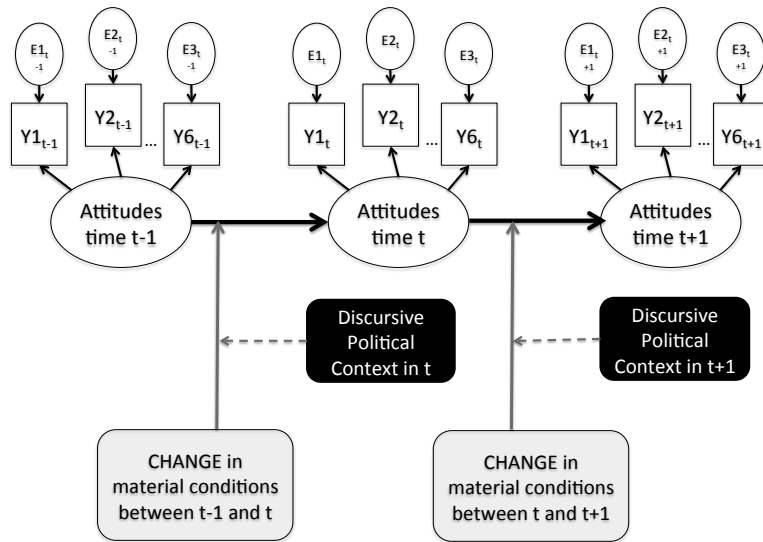 E1t-1
E2t-1
E3t-1
E1t
E2t
E3t
E1t+1
E2t+1
E3t+1
Y1t-1
Y2t-1
...
Y6t-1
Y1t
Y2t
...
Y6t
Y1t+1
Y2t+1
...
Y6t+1
Attitudes
time t-1
Attitudes
time t
Attitudes
time t+1
Discursive
Political
Context in t
Discursive
Political
Context in t+1
CHANGE in
material conditions
between t-1 and t
CHANGE in
material conditions
between t and t+1